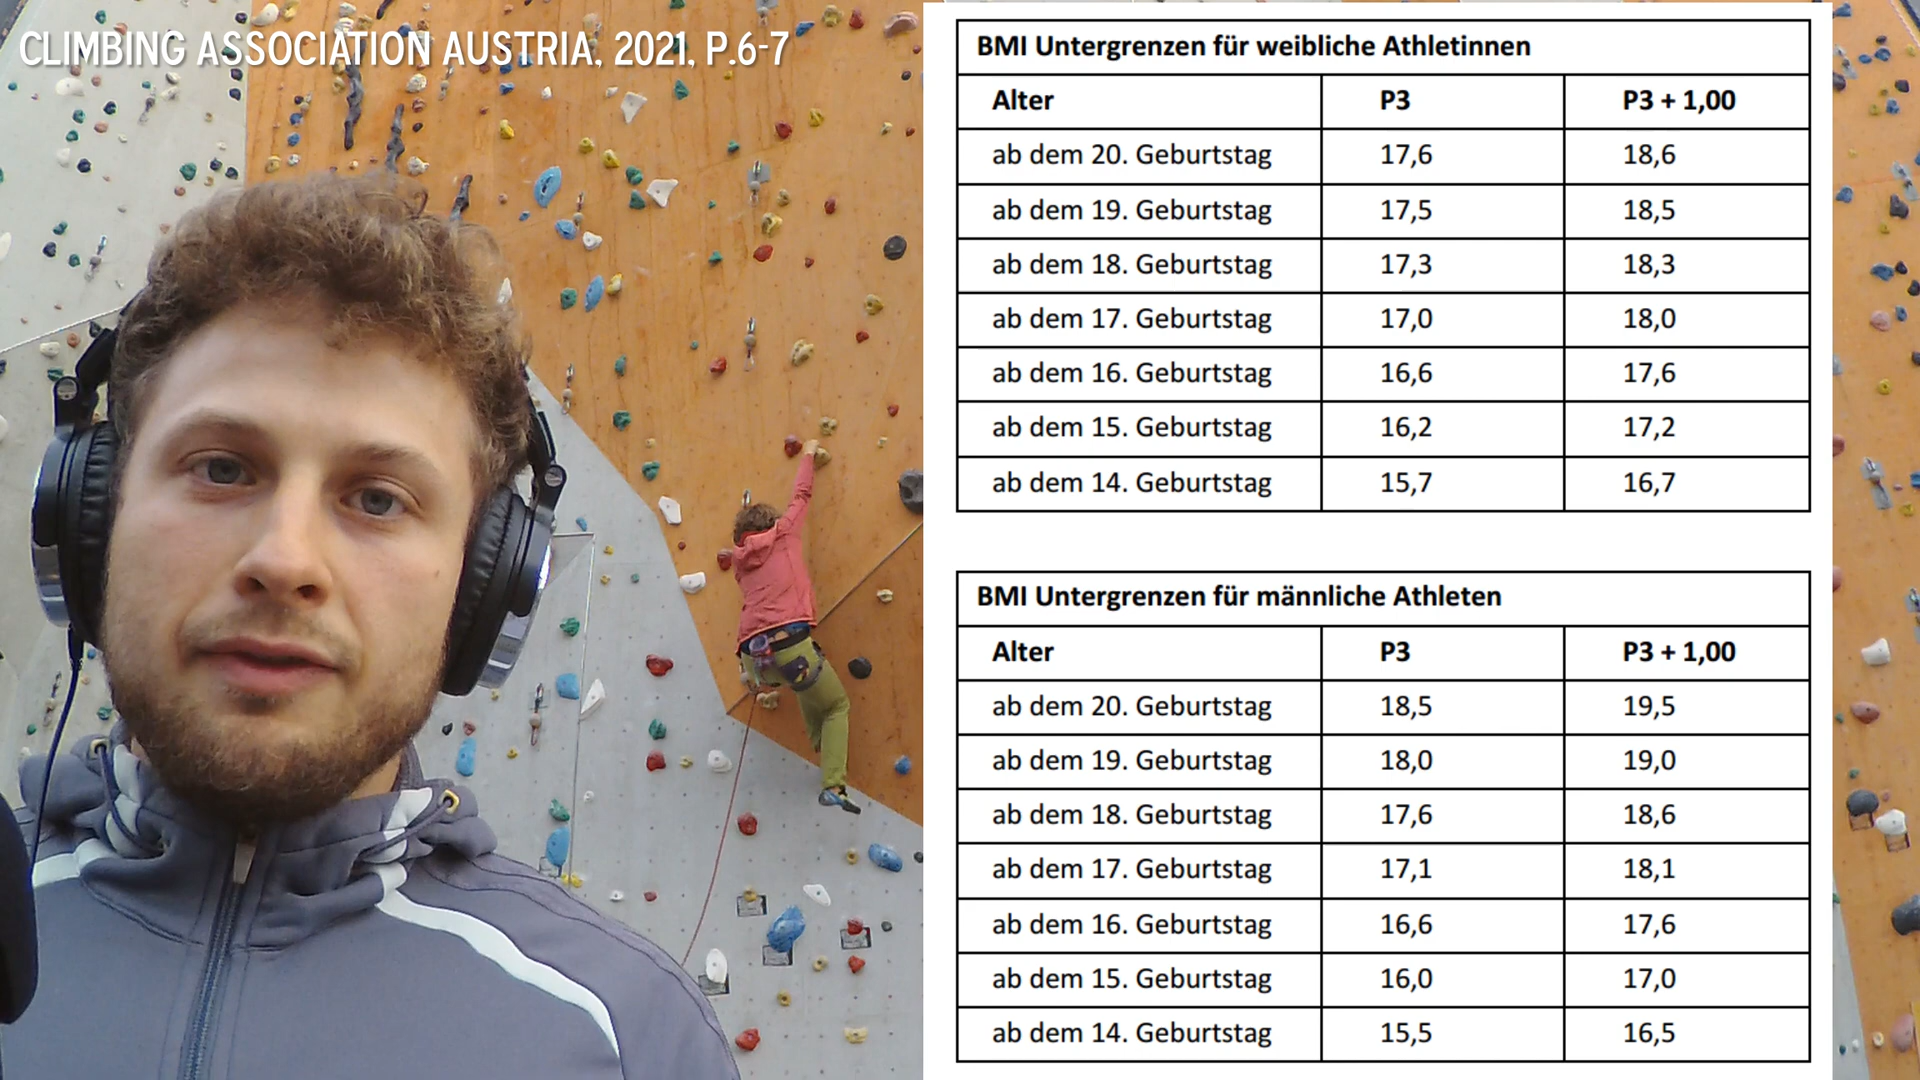 CLIMBING ASSOCIATION AUSTRIA, 2021, P.6-7
BMI Untergrenzen für weibliche Athletinnen
Alter P3 P3 + 1,00
ab dem 20. Geburtstag 17,6 18,6
ab dem 19. Geburtstag 17,5 18,5
ab dem 18. Geburtstag 17,3 18,3
ab dem 17. Geburtstag 17,0 18,0
ab dem 16. Geburtstag 16,6 17,6
ab dem 15. Geburtstag 16,2 17,2
ab dem 14. Geburtstag 15,7 16,7
BMI Untergrenzen für männliche Athleten
Alter P3 P3 + 1,00
ab dem 20. Geburtstag 18,5 19,5
ab dem 19. Geburtstag 18,0 19,0
ab dem 18. Geburtstag 17,6 18,6
ab dem 17. Geburtstag 17,1 18,1
ab dem 16. Geburtstag 16,6 17,6
ab dem 15. Geburtstag 16,0 17,0
ab dem 14. Geburtstag 15,5 16,5